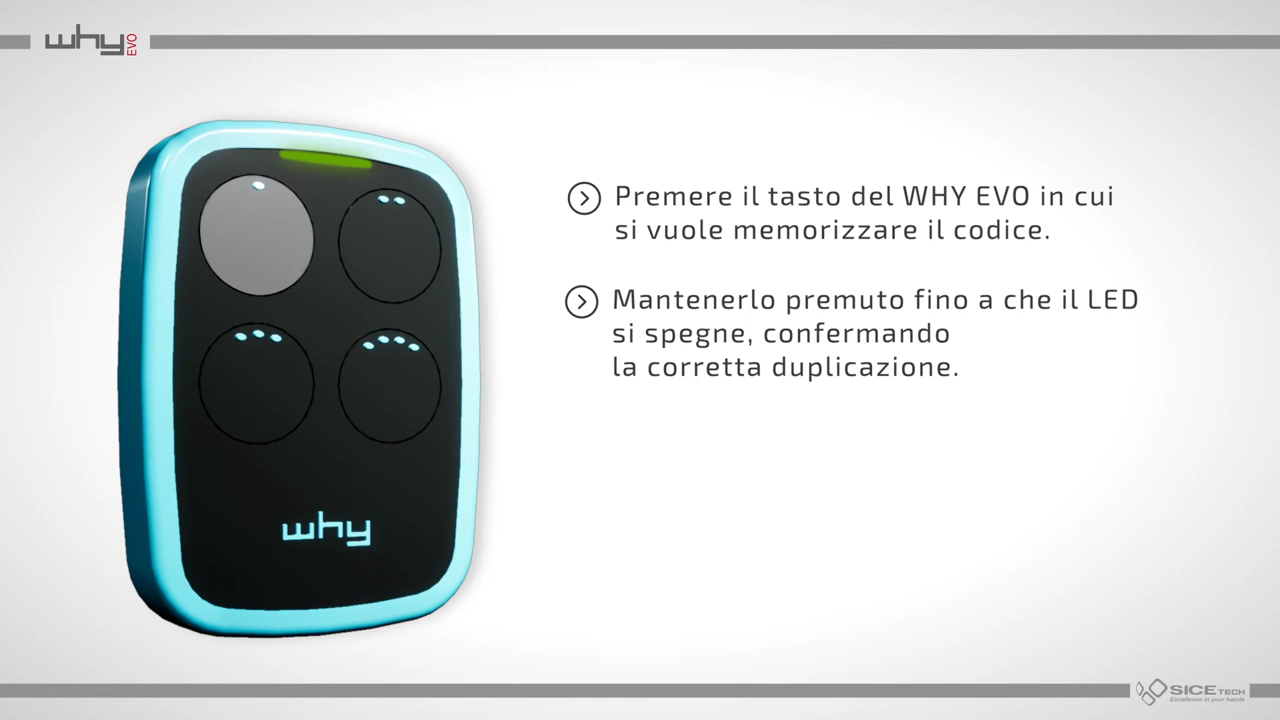 why EVO
Premere il tasto del WHY EVO in cui
si vuole memorizzare il codice.
Mantenerlo premuto fino a che il LED
si spegne, confermando
la corretta duplicazione.
why
SICE TECH
Excellence in your hands